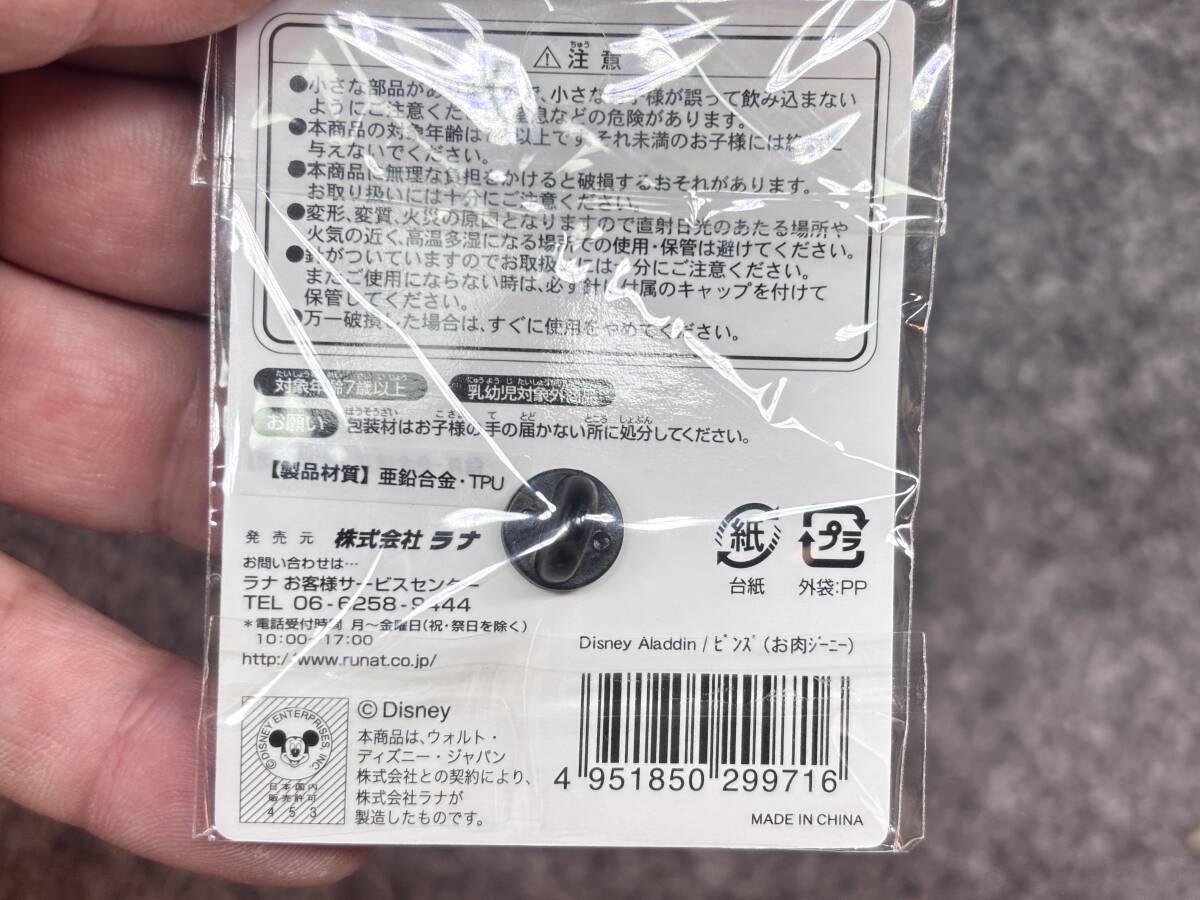 ⚠注意
ちゅう
●小さな部品が で、小さな 子様が誤って飲み込まない
ようにご注意くだ 窒息などの危険があります。
●本商品の対象年齢は 以上です。それ未満のお子様には絶対に
与えないでください。
●本商品に無理な負担をかけると破損するおそれがあります。
お取り扱いには十分にご注意ください。
●変形、変質、火災の原因となりますので直射日光のあたる場所や
火気の近く、高温多湿になる場所での使用・保管は避けてください。
●針がついていますのでお取扱いには十分にご注意ください。
またご使用にならない時は、必ず針に付属のキャップを付けて
保管してください。
●万一破損した場合は、すぐに使用をやめてください。
対象年齢7歳以上 乳幼児対象外
お願い 包装材はお子様の手の届かない所に処分してください。
【製品材質】亜鉛合金・TPU
発売元 株式会社ラナ
お問い合わせは…
ラナ お客様サービスセンター
TEL 06-6258-9444
*電話受付時間 月〜金曜日(祝・祭日を除く)
10:00〜17:00
http://www.runat.co.jp/
紙
台紙
プラ
外袋:PP
Disney Aladdin / ピンズ (お肉ジーニー)
4 951850 299716
MADE IN CHINA
© DISNEY ENTERPRISES, INC.
日本国内
販売許可
453
© Disney
本商品は、ウォルト・
ディズニー・ジャパン
株式会社との契約により、
株式会社ラナが
製造したものです。